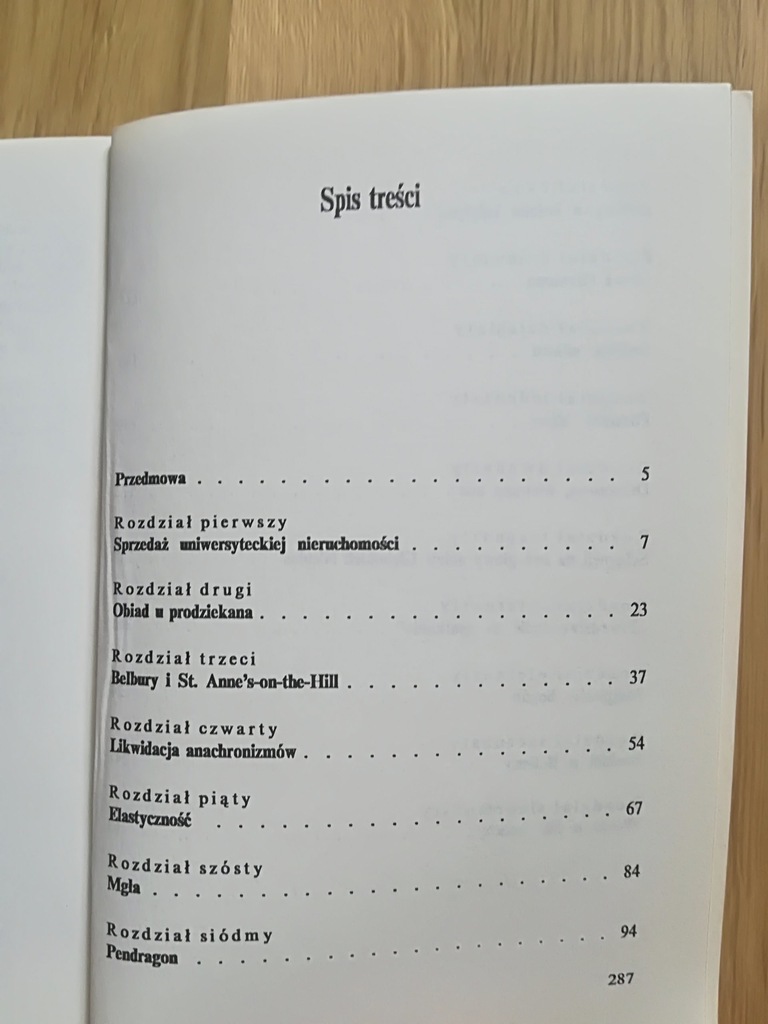 Spis treści
Przedmowa . . . . . . . . . . . . . . . . . . . . 5
Rozdział pierwszy
Sprzedaż uniwersyteckiej nieruchomości . . . . . . . . . . 7
Rozdział drugi
Obiad u prodziekana . . . . . . . . . . . . . . . . . 23
Rozdział trzeci
Belbury i St. Anne's-on-the-Hill . . . . . . . . . . . . . 37
Rozdział czwarty
Likwidacja anachronizmów . . . . . . . . . . . . . . . 54
Rozdział piąty
Elastyczność . . . . . . . . . . . . . . . . . . . 67
Rozdział szósty
Mgła . . . . . . . . . . . . . . . . . . . . . . 84
Rozdział siódmy
Pendragon . . . . . . . . . . . . . . . . . . . . 94
287